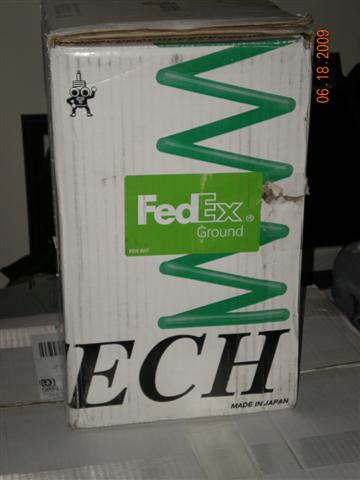 06.18.2009
FedEx®
Ground
ECH
MADE IN JAPAN